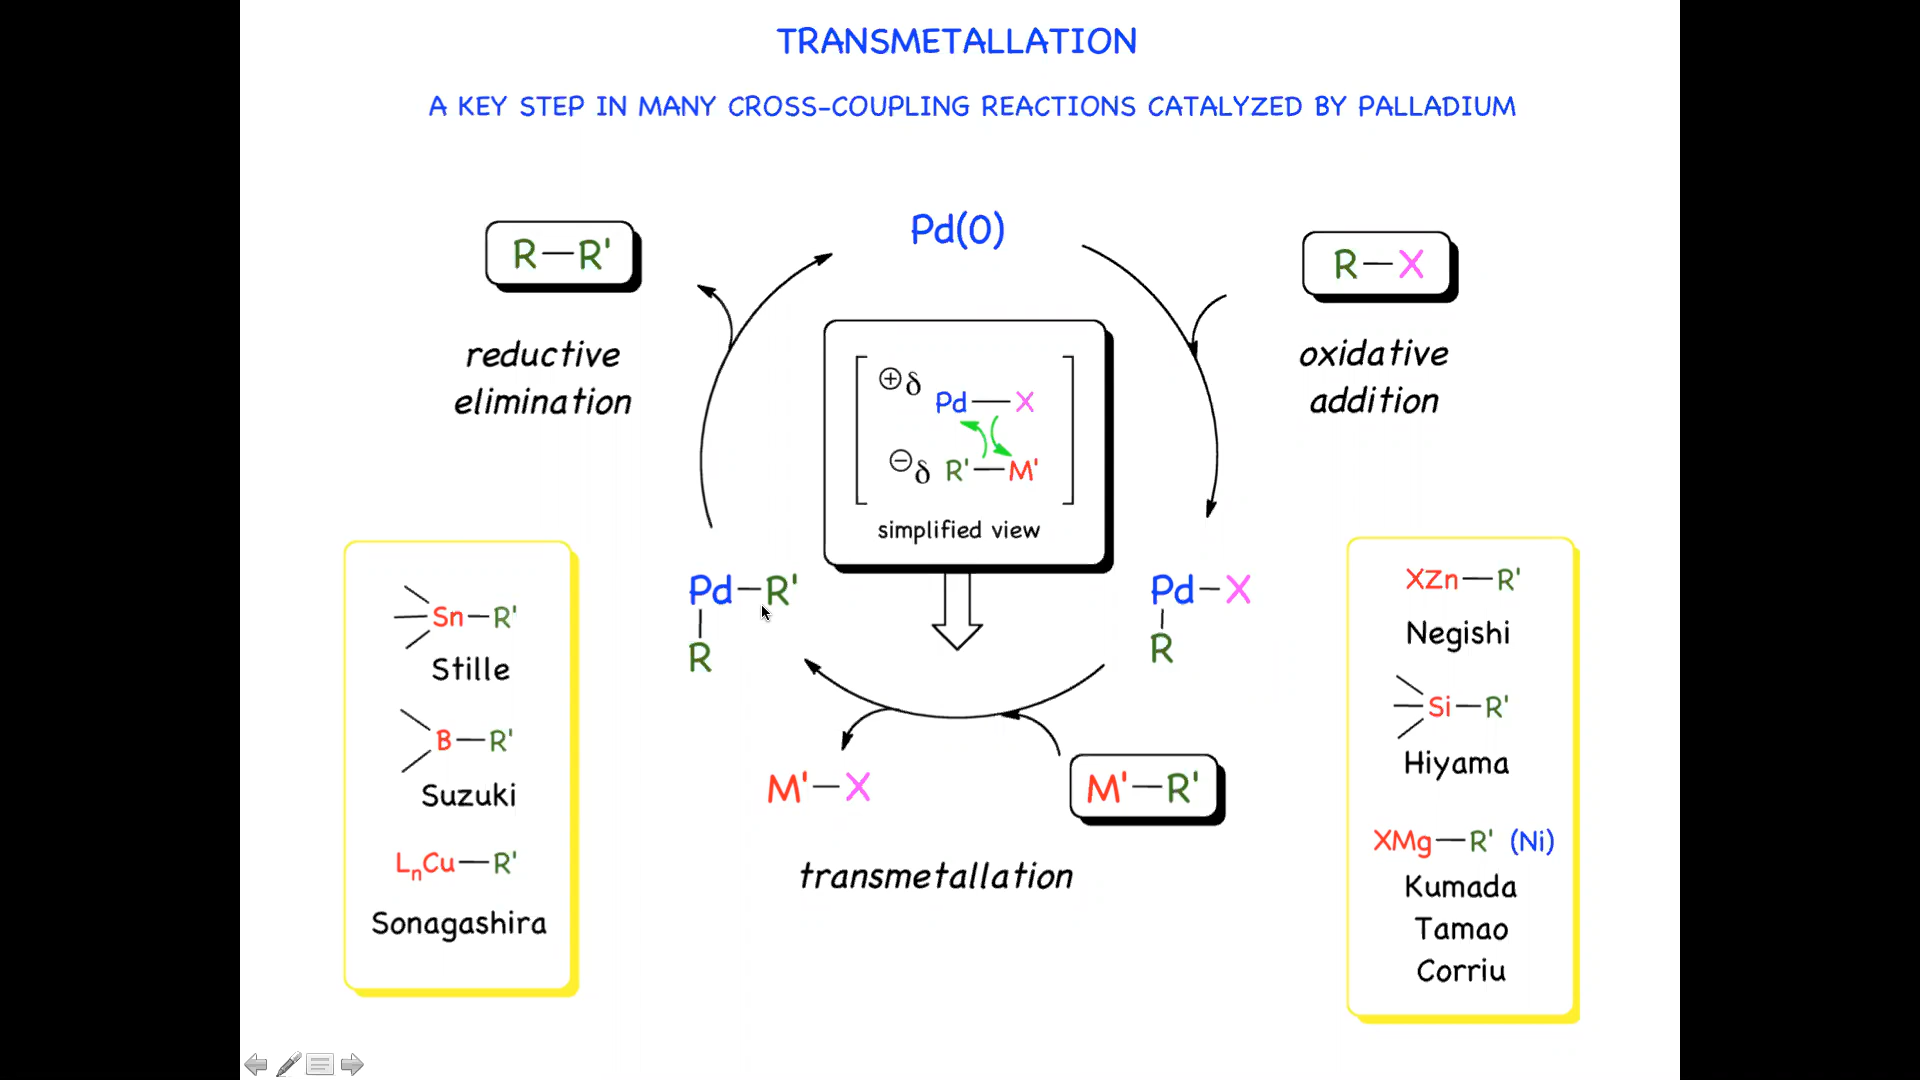 TRANSMETALLATION
A KEY STEP IN MANY CROSS-COUPLING REACTIONS CATALYZED BY PALLADIUM
Pd(0)
R—R'
R—X
reductive
elimination
oxidative
addition
⊕δ
Pd—X
⊖δ R'—M'
simplified view
Pd—R'
R
Pd—X
R
M'—X
M'—R'
transmetallation
Sn—R'
Stille
B—R'
Suzuki
LnCu—R'
Sonagashira
XZn—R'
Negishi
Si—R'
Hiyama
XMg—R' (Ni)
Kumada
Tamao
Corriu